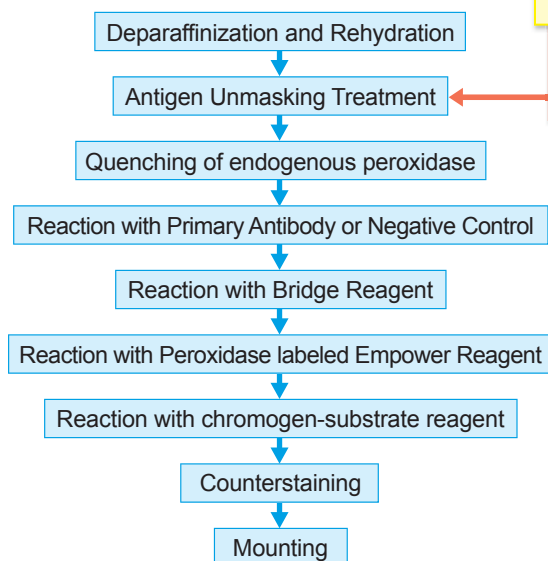 Deparaffinization and Rehydration
Antigen Unmasking Treatment
Quenching of endogenous peroxidase
Reaction with Primary Antibody or Negative Control
Reaction with Bridge Reagent
Reaction with Peroxidase labeled Empower Reagent
Reaction with chromogen-substrate reagent
Counterstaining
Mounting